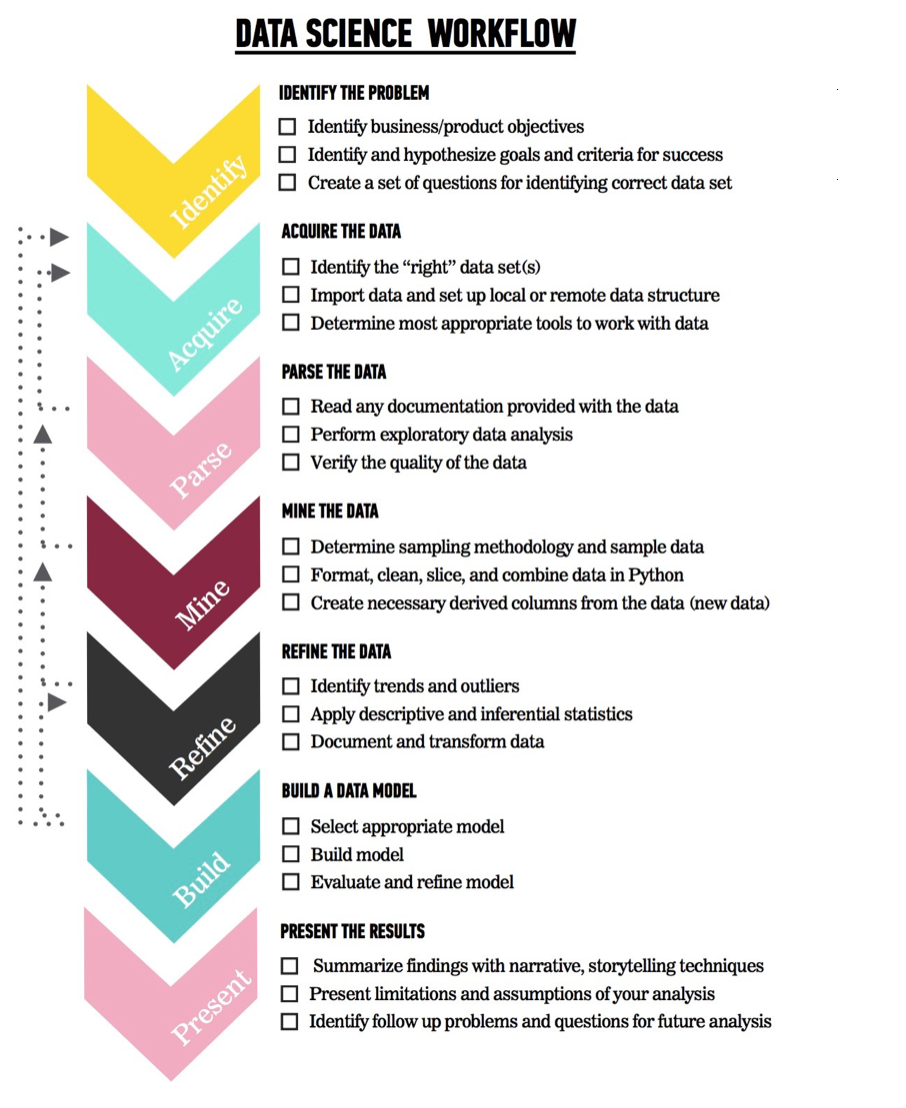 DATA SCIENCE WORKFLOW
IDENTIFY THE PROBLEM
Identify business/product objectives
Identify and hypothesize goals and criteria for success
Create a set of questions for identifying correct data set
Identify
ACQUIRE THE DATA
Identify the “right” data set(s)
Import data and set up local or remote data structure
Determine most appropriate tools to work with data
Acquire
PARSE THE DATA
Read any documentation provided with the data
Perform exploratory data analysis
Verify the quality of the data
Parse
MINE THE DATA
Determine sampling methodology and sample data
Format, clean, slice, and combine data in Python
Create necessary derived columns from the data (new data)
Mine
REFINE THE DATA
Identify trends and outliers
Apply descriptive and inferential statistics
Document and transform data
Refine
BUILD A DATA MODEL
Select appropriate model
Build model
Evaluate and refine model
Build
PRESENT THE RESULTS
Summarize findings with narrative, storytelling techniques
Present limitations and assumptions of your analysis
Identify follow up problems and questions for future analysis
Present